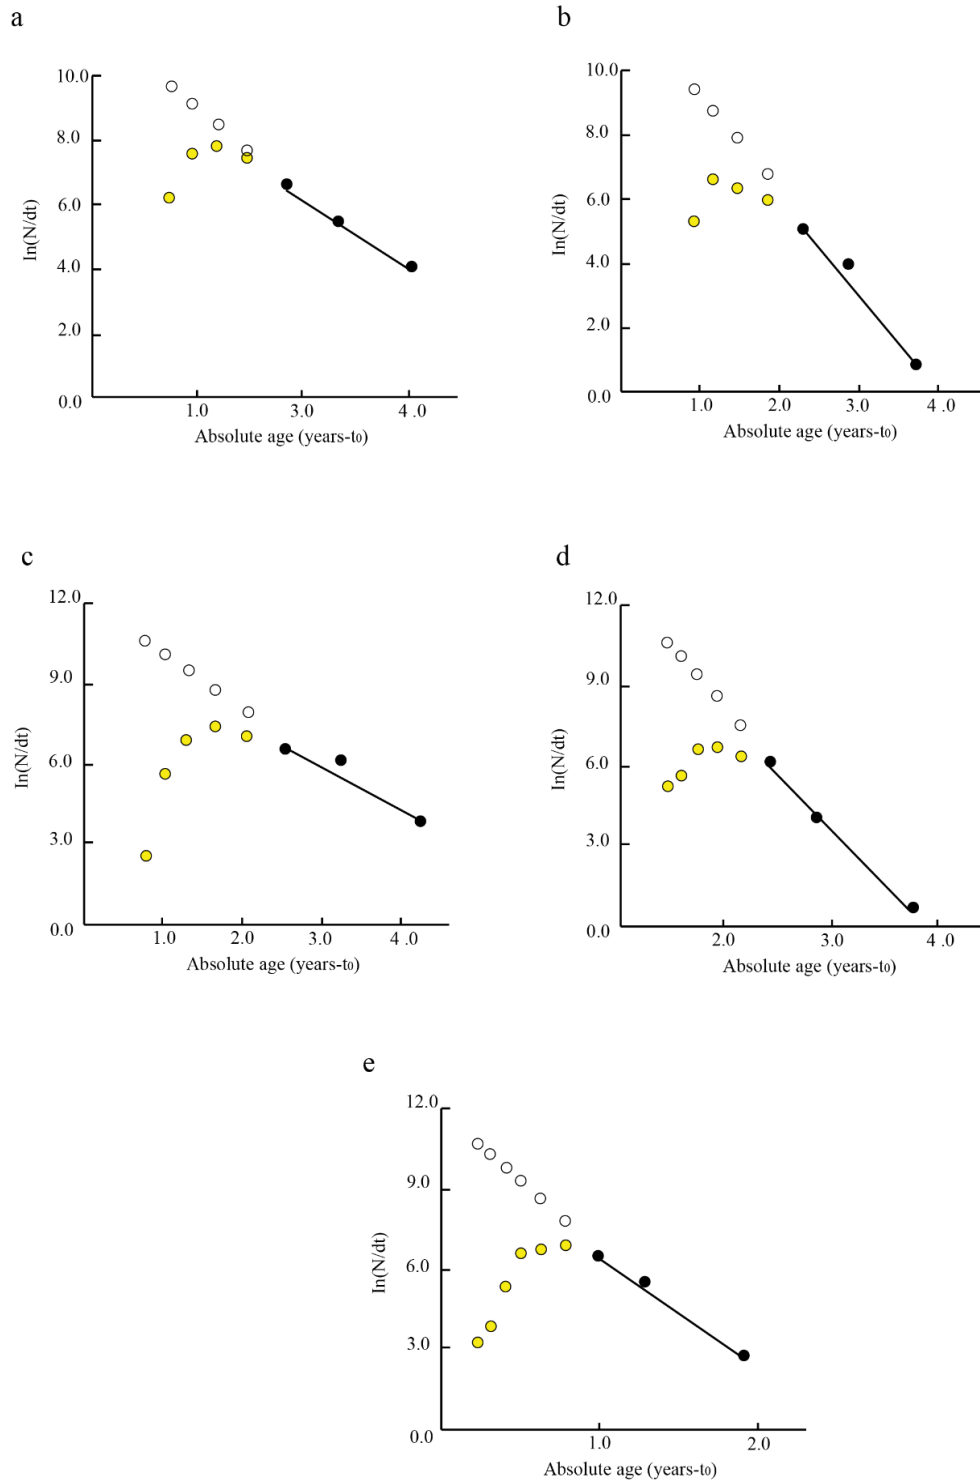 a
10.0
8.0
6.0
4.0
2.0
0.0
ln(N/dt)
1.0 3.0 4.0
Absolute age (years-t0)
b
10.0
8.0
6.0
4.0
2.0
0.0
ln(N/dt)
1.0 2.0 3.0 4.0
Absolute age (years-t0)
c
12.0
9.0
6.0
3.0
0.0
ln(N/dt)
1.0 2.0 3.0 4.0
Absolute age (years-t0)
d
12.0
9.0
6.0
3.0
0.0
ln(N/dt)
2.0 3.0 4.0
Absolute age (years-t0)
e
12.0
9.0
6.0
3.0
0.0
ln(N/dt)
1.0 2.0
Absolute age (years-t0)